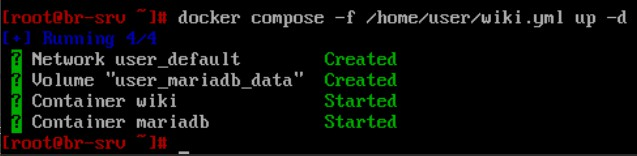 [root@br-srv ~]# docker compose -f /home/user/wiki.yml up -d
[+] Running 4/4
? Network user_default Created
? Volume "user_mariadb_data" Created
? Container wiki Started
? Container mariadb Started
[root@br-srv ~]# _